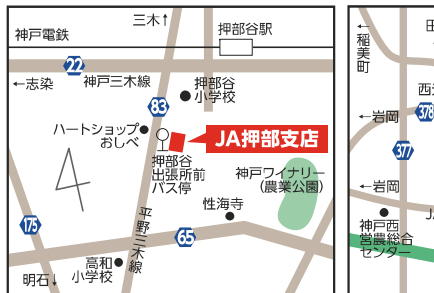 三木↑
神戸電鉄
押部谷駅
22
神戸三木線
←志染
押部谷
小学校
83
ハートショップ
おしべ
JA押部支店
押部谷
出張所前
バス停
神戸ワイナリー
(農業公園)
性海寺
175
平野三木線
65
高和
小学校
明石↓
←稲美町
378
←岩岡
377
←岩岡
神戸西
営農総合
センター